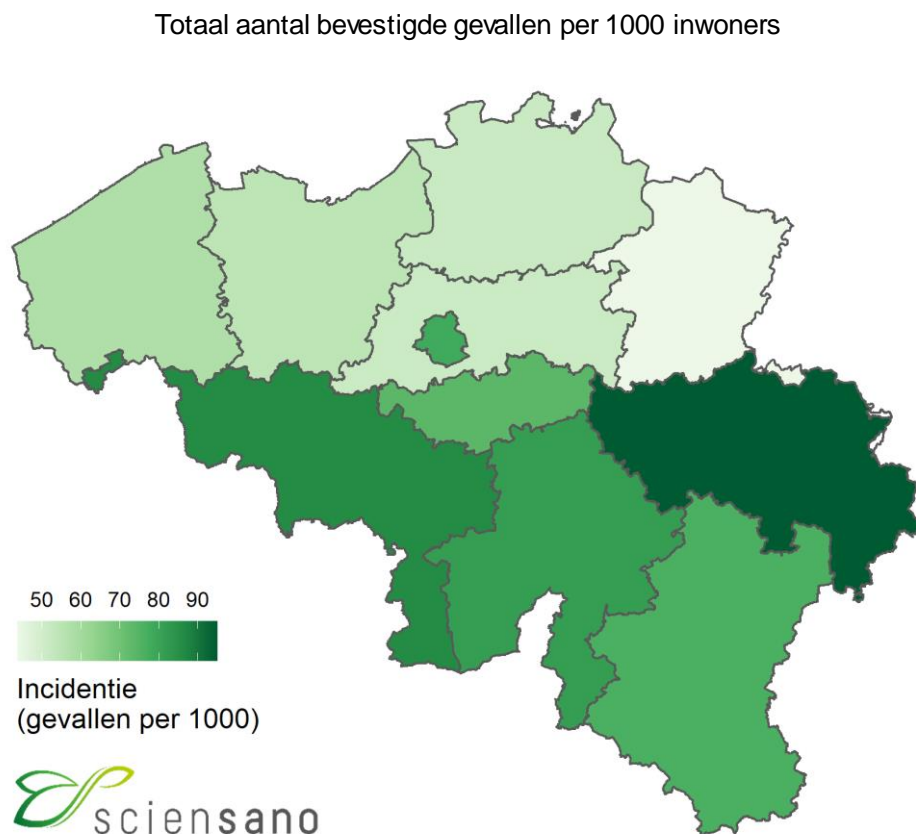 Totaal aantal bevestigde gevallen per 1000 inwoners
50 60 70 80 90
Incidentie
(gevallen per 1000)
sciensano